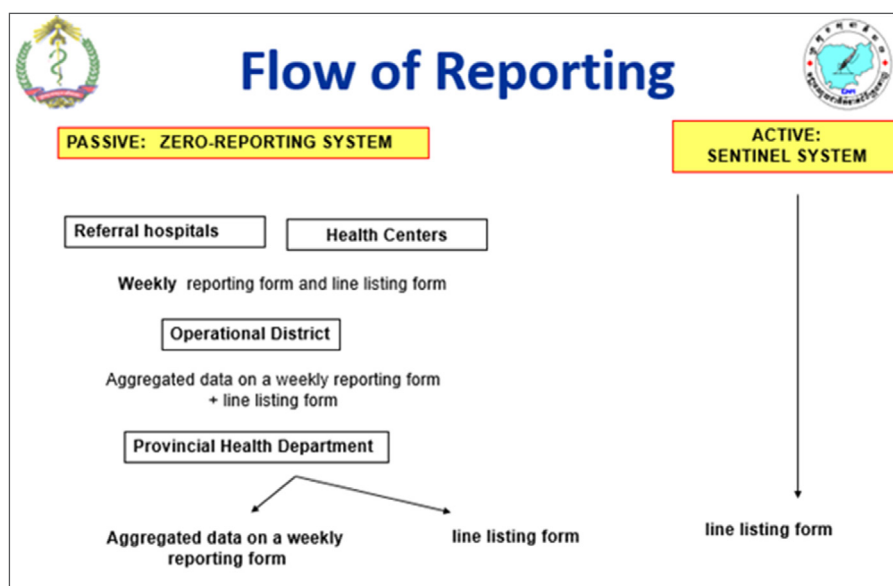 Flow of Reporting
PASSIVE: ZERO-REPORTING SYSTEM
ACTIVE:
SENTINEL SYSTEM
Referral hospitals
Health Centers
Weekly reporting form and line listing form
Operational District
Aggregated data on a weekly reporting form
+ line listing form
Provincial Health Department
Aggregated data on a weekly
reporting form
line listing form
line listing form